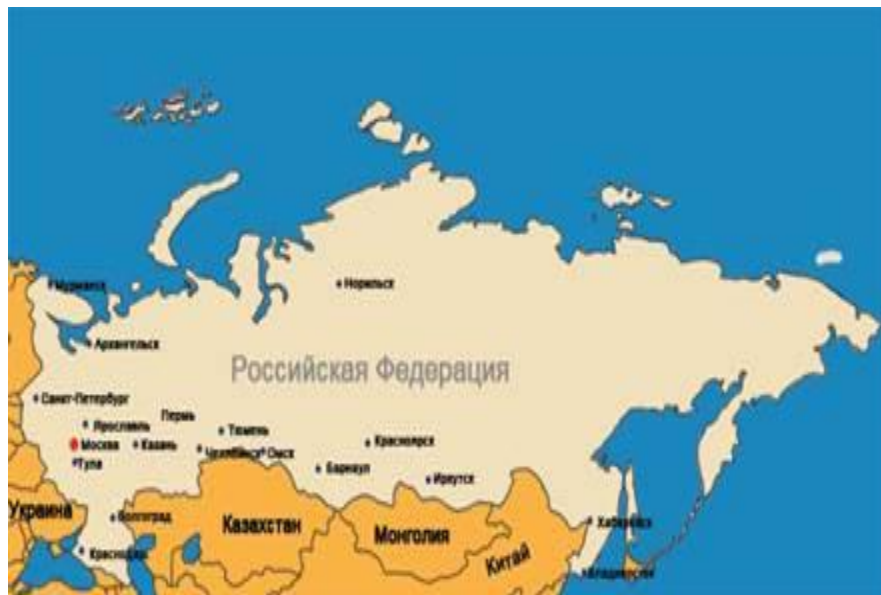 Мурманск
Норильск
Архангельск
Российская Федерация
Санкт-Петербург
Пермь
Ярославль
Тюмень
Москва
Казань
Красноярск
Челябинск
Омск
Тула
Барнаул
Иркутск
Украина
Волгоград
Казахстан
Хабаровск
Монголия
Китай
Краснодар
Владивосток